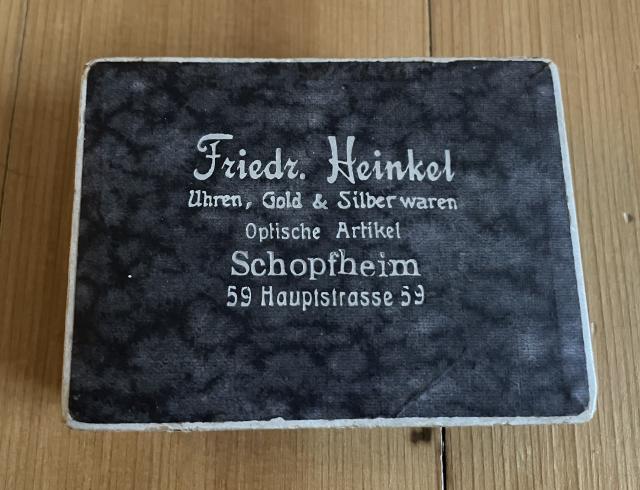 Friedr. Heinkel
Uhren, Gold & Silberwaren
Optische Artikel
Schopfheim
59 Hauptstrasse 59